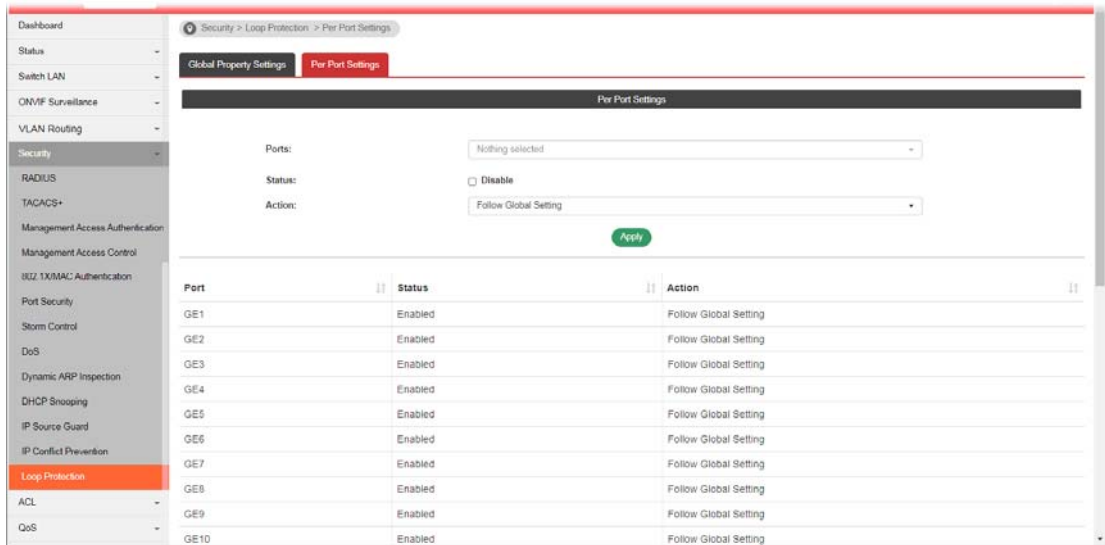 Dashboard
Status
Switch LAN
ONVIF Surveillance
VLAN Routing
Security
RADIUS
TACACS+
Management Access Authentication
Management Access Control
802.1X/MAC Authentication
Port Security
Storm Control
DoS
Dynamic ARP Inspection
DHCP Snooping
IP Source Guard
IP Conflict Prevention
Loop Protection
ACL
QoS
Security > Loop Protection > Per Port Settings
Global Property Settings Per Port Settings
Per Port Settings
Ports: Nothing selected
Status: Disable
Action: Follow Global Setting
Apply
Port Status Action
GE1 Enabled Follow Global Setting
GE2 Enabled Follow Global Setting
GE3 Enabled Follow Global Setting
GE4 Enabled Follow Global Setting
GE5 Enabled Follow Global Setting
GE6 Enabled Follow Global Setting
GE7 Enabled Follow Global Setting
GE8 Enabled Follow Global Setting
GE9 Enabled Follow Global Setting
GE10 Enabled Follow Global Setting